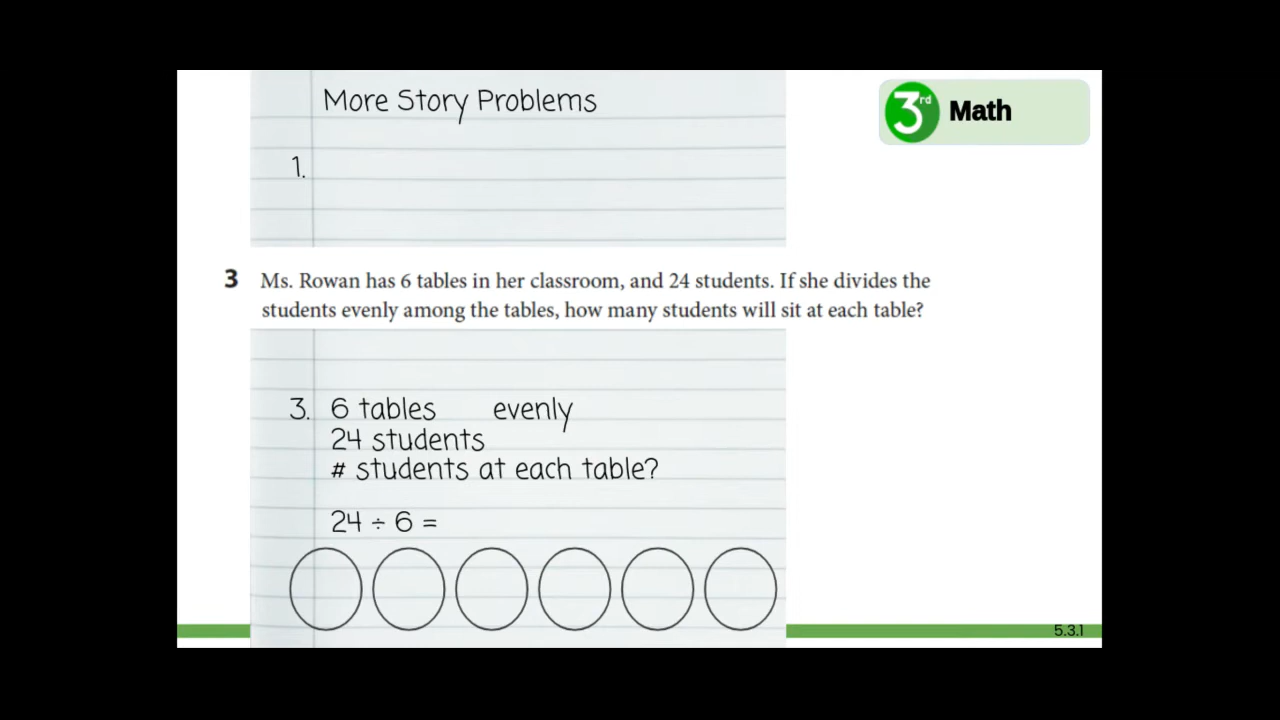 More Story Problems
3rd Math
1.
3 Ms. Rowan has 6 tables in her classroom, and 24 students. If she divides the
students evenly among the tables, how many students will sit at each table?
3. 6 tables evenly
24 students
# students at each table?
24 ÷ 6 =
5.3.1